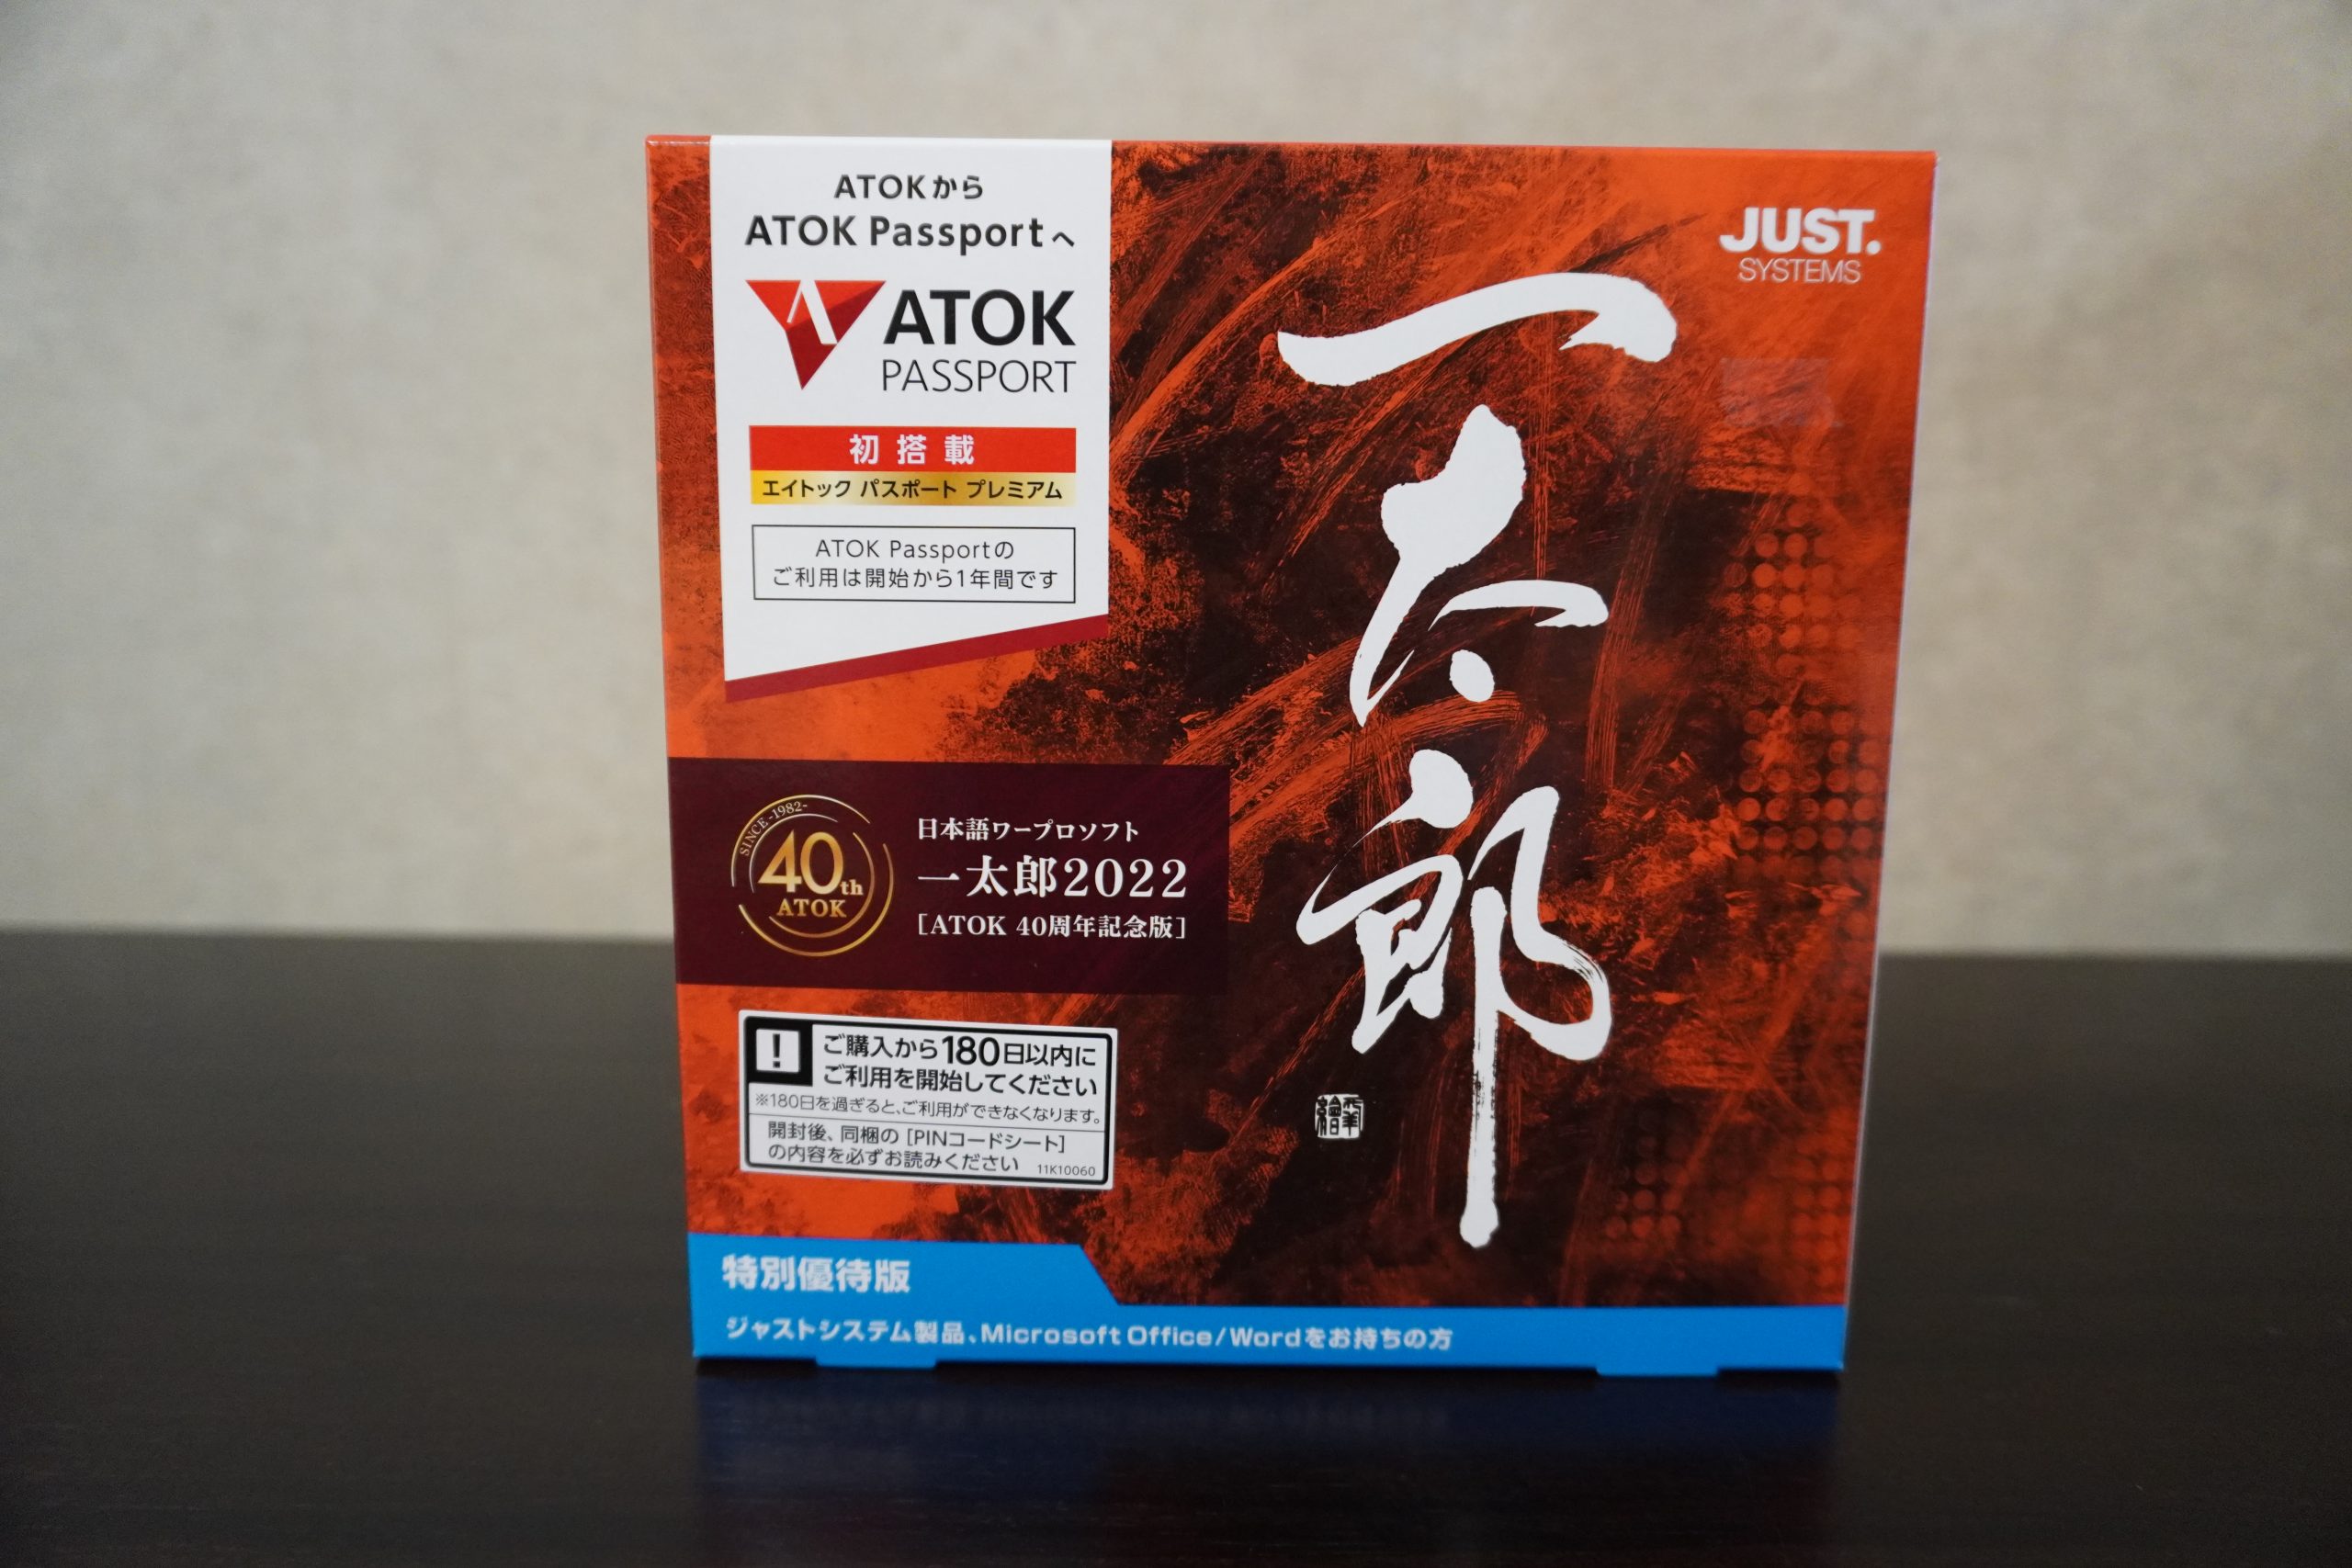 ATOKから
ATOK Passportへ
ATOK
PASSPORT
初搭載
エイトック パスポート プレミアム
ATOK Passportの
ご利用は開始から1年間です
JUST.
SYSTEMS
一太郎
SINCE -1982-
40th
ATOK
日本語ワープロソフト
一太郎2022
[ATOK 40周年記念版]
!
ご購入から180日以内に
ご利用を開始してください
※180日を過ぎると、ご利用ができなくなります。
開封後、同梱の [PINコードシート]
の内容を必ずお読みください
11K10060
特別優待版
ジャストシステム製品、Microsoft Office/Wordをお持ちの方